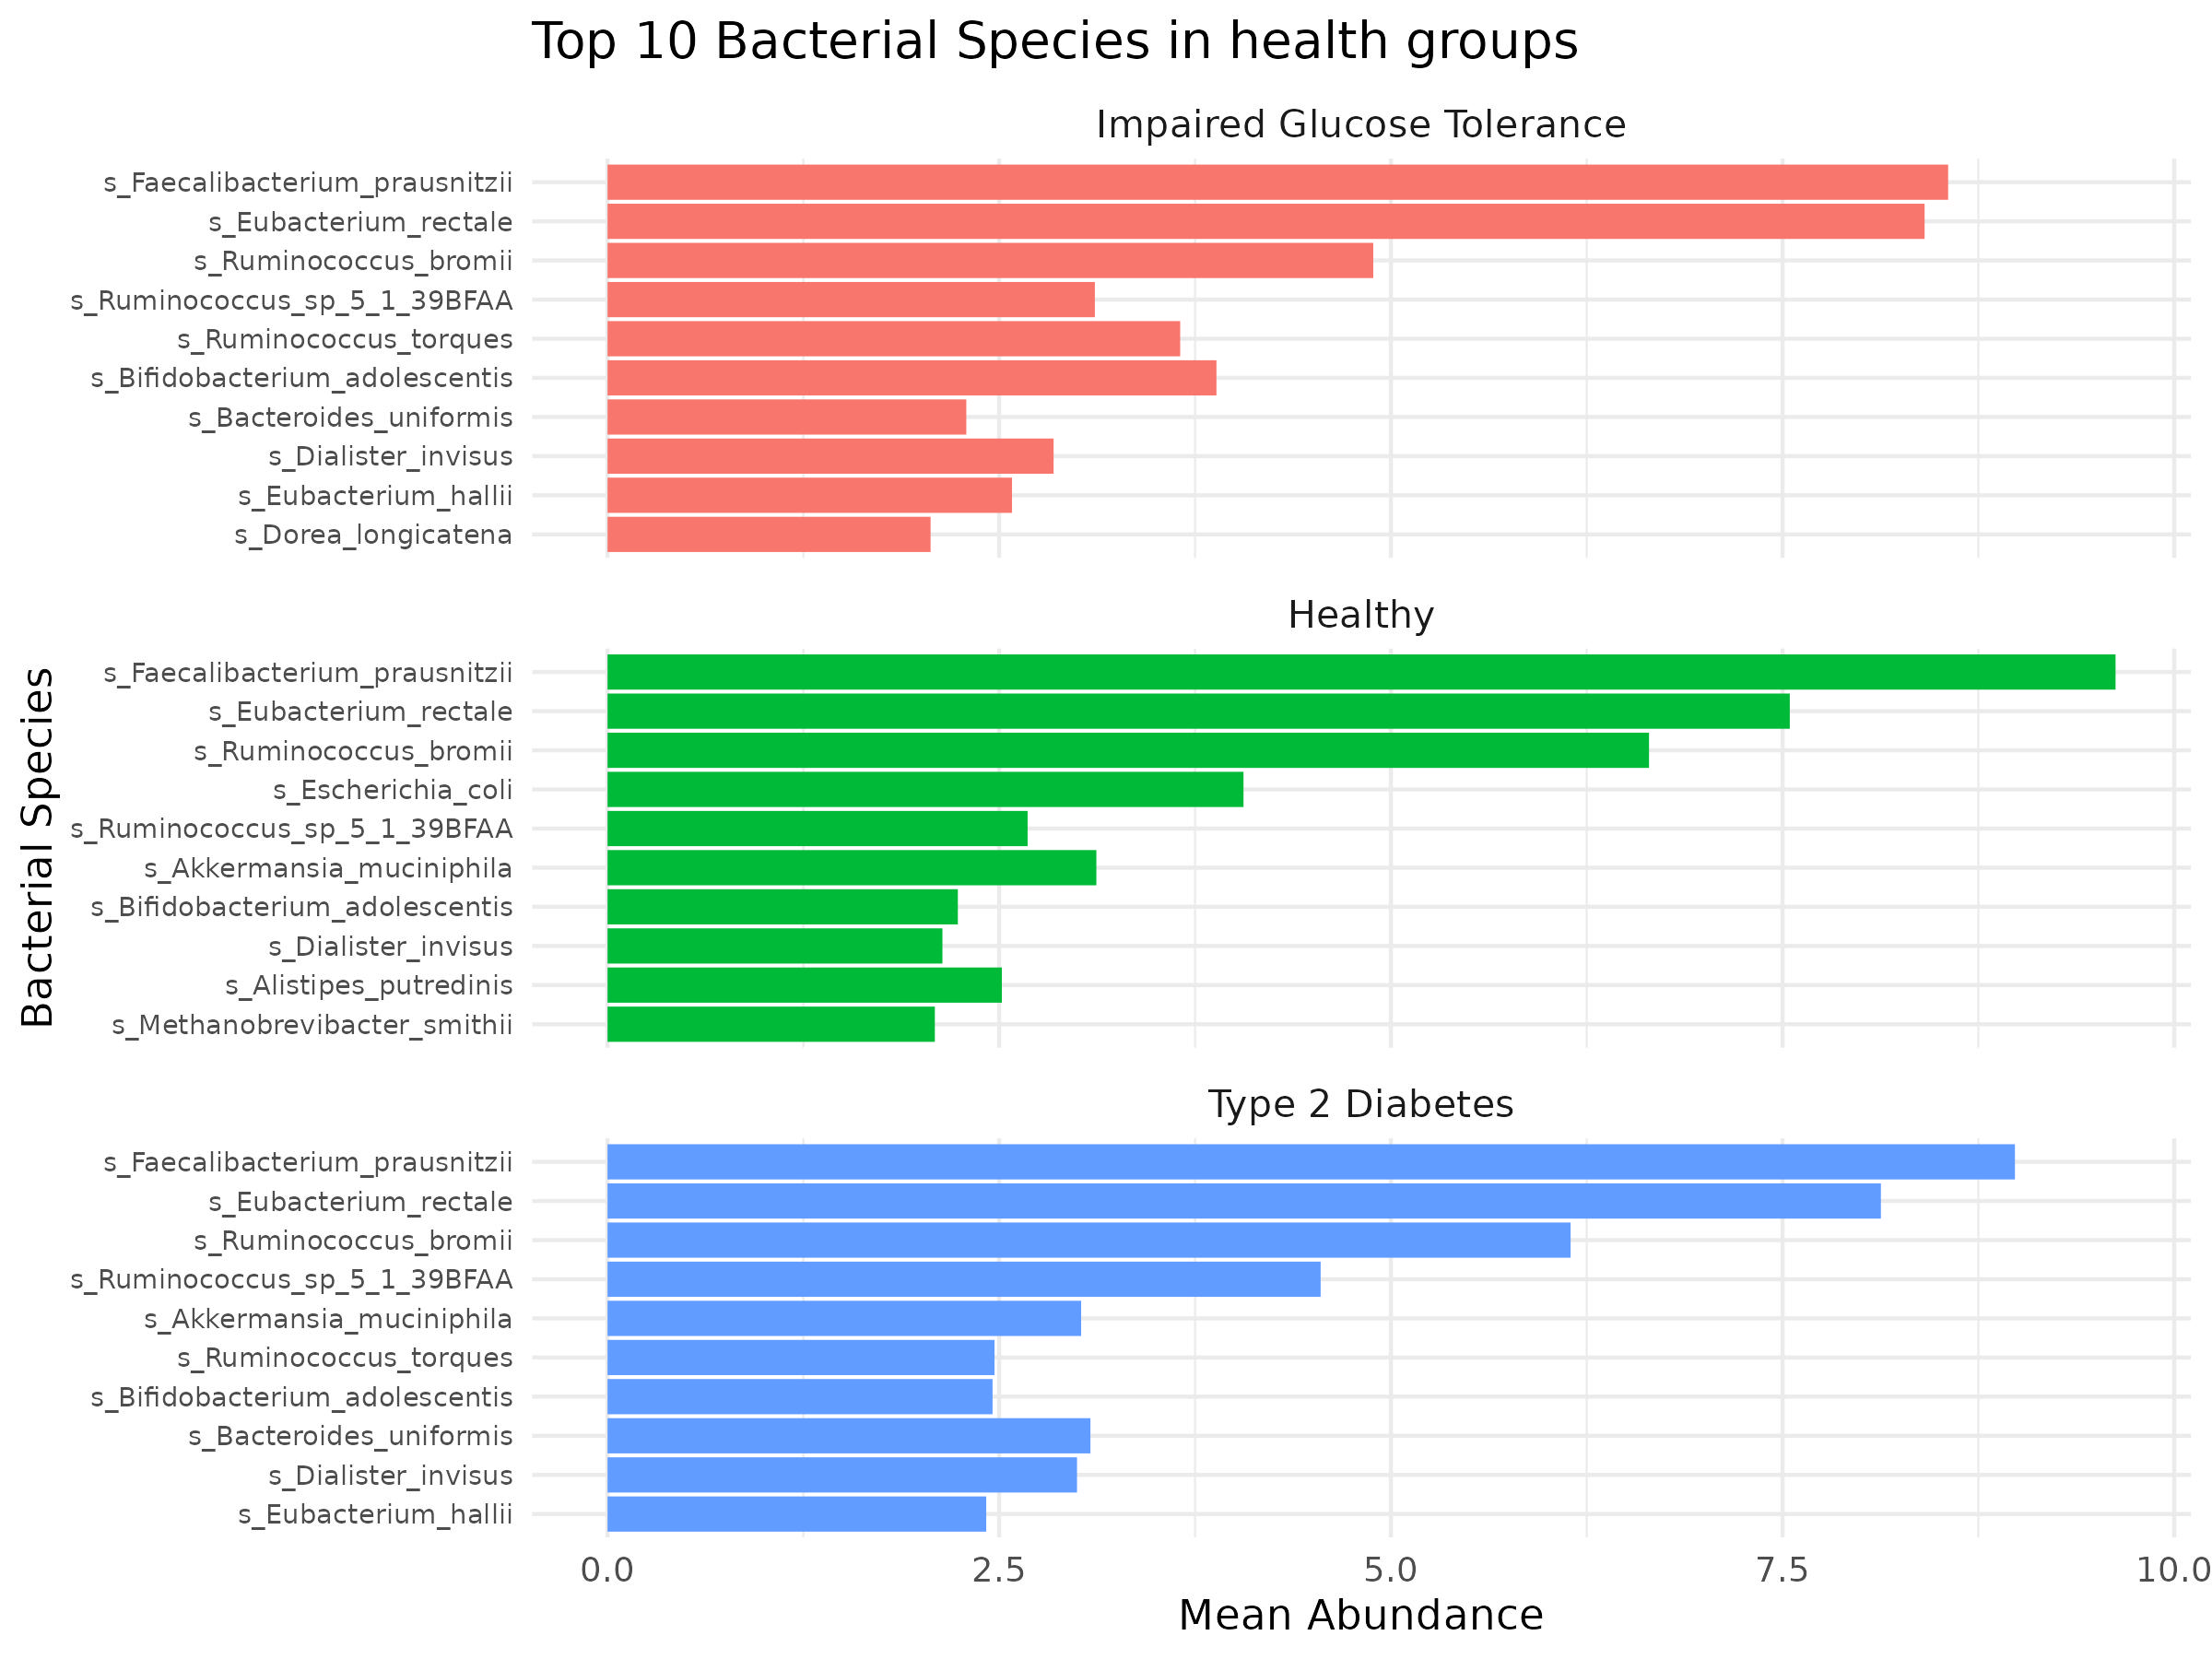 Top 10 Bacterial Species in health groups
Impaired Glucose Tolerance
s_Faecalibacterium_prausnitzii
s_Eubacterium_rectale
s_Ruminococcus_bromii
s_Ruminococcus_sp_5_1_39BFAA
s_Ruminococcus_torques
s_Bifidobacterium_adolescentis
s_Bacteroides_uniformis
s_Dialister_invisus
s_Eubacterium_hallii
s_Dorea_longicatena
Healthy
s_Faecalibacterium_prausnitzii
s_Eubacterium_rectale
s_Ruminococcus_bromii
s_Escherichia_coli
s_Ruminococcus_sp_5_1_39BFAA
s_Akkermansia_muciniphila
s_Bifidobacterium_adolescentis
s_Dialister_invisus
s_Alistipes_putredinis
s_Methanobrevibacter_smithii
Type 2 Diabetes
s_Faecalibacterium_prausnitzii
s_Eubacterium_rectale
s_Ruminococcus_bromii
s_Ruminococcus_sp_5_1_39BFAA
s_Akkermansia_muciniphila
s_Ruminococcus_torques
s_Bifidobacterium_adolescentis
s_Bacteroides_uniformis
s_Dialister_invisus
s_Eubacterium_hallii
0.0 2.5 5.0 7.5 10.0
Mean Abundance
Bacterial Species